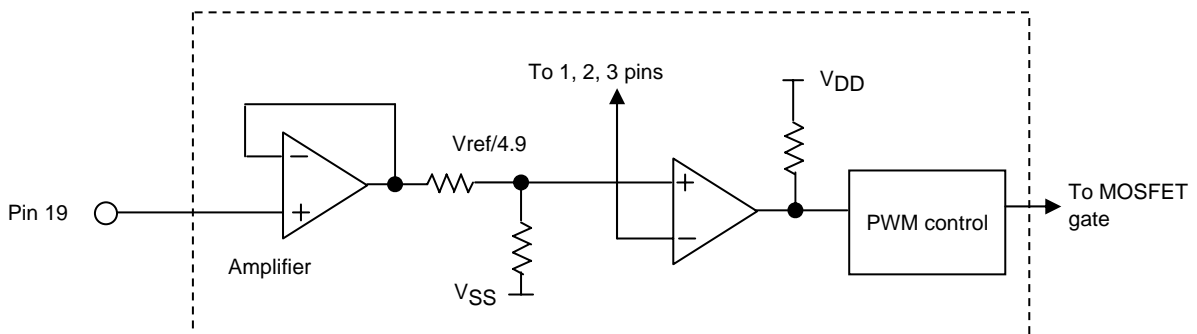 To 1, 2, 3 pins
VDD
Vref/4.9
−
+
+
−
Pin 19
Amplifier
VSS
PWM control
To MOSFET
gate